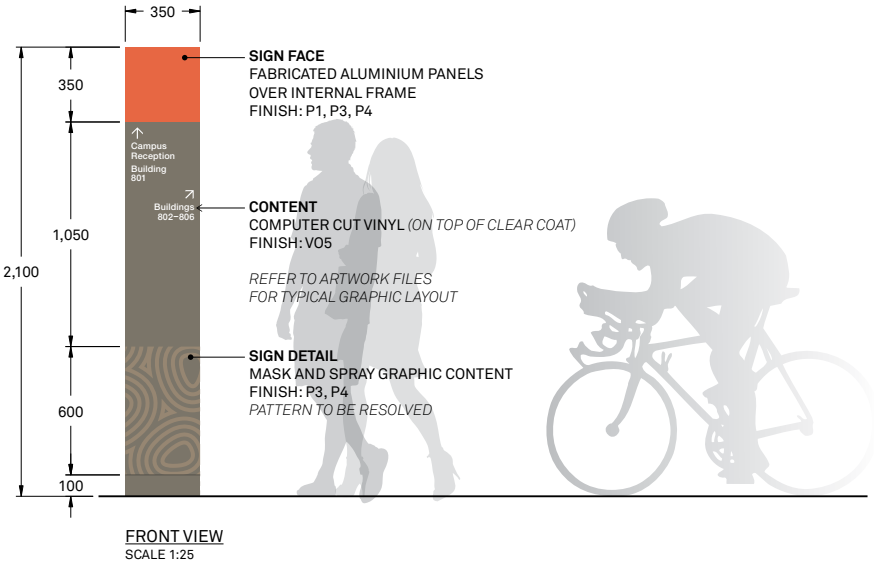 350
SIGN FACE
FABRICATED ALUMINIUM PANELS
OVER INTERNAL FRAME
FINISH: P1, P3, P4
350
Campus
Reception
Building
801
Buildings
802–806
CONTENT
COMPUTER CUT VINYL (ON TOP OF CLEAR COAT)
FINISH: VO5
REFER TO ARTWORK FILES
FOR TYPICAL GRAPHIC LAYOUT
1,050
2,100
SIGN DETAIL
MASK AND SPRAY GRAPHIC CONTENT
FINISH: P3, P4
PATTERN TO BE RESOLVED
600
100
FRONT VIEW
SCALE 1:25